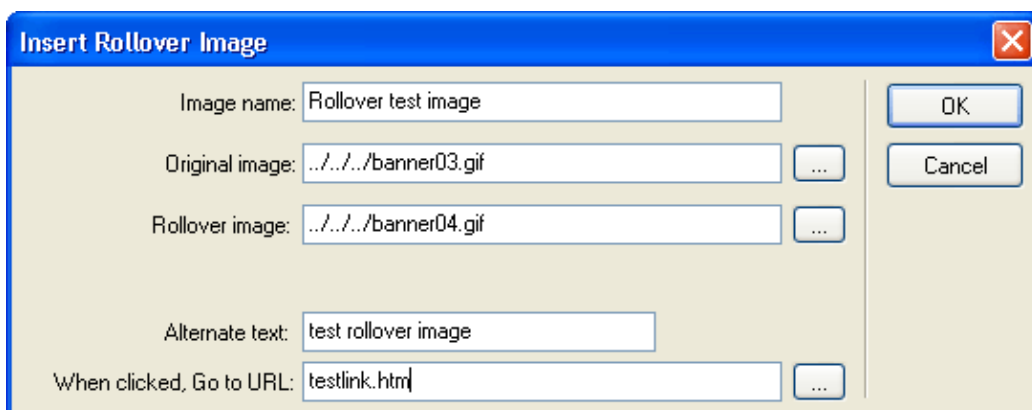 Insert Rollover Image
Image name: Rollover test image
OK
Original image: ../../../banner03.gif ...
Cancel
Rollover image: ../../../banner04.gif ...
Alternate text: test rollover image
When clicked, Go to URL: testlink.htm ...